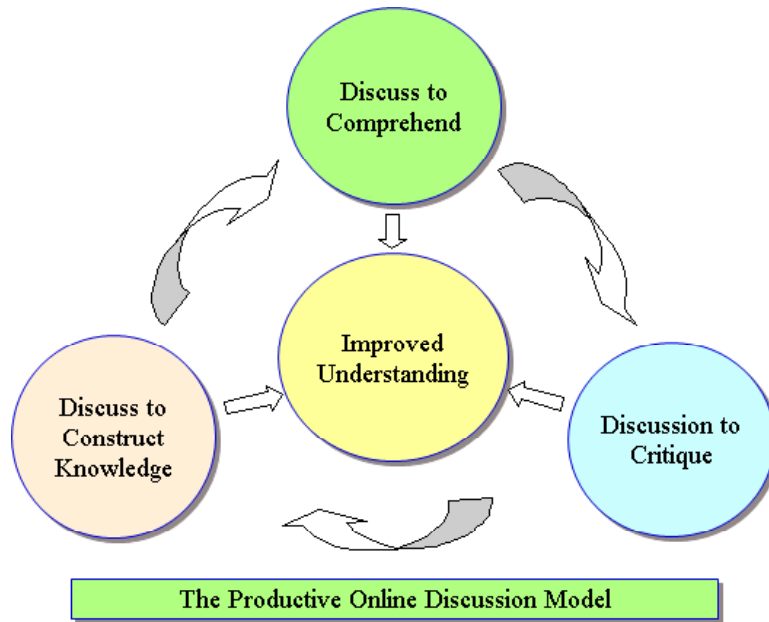 Discuss to
Comprehend
Improved
Understanding
Discuss to
Construct
Knowledge
Discussion to
Critique
The Productive Online Discussion Model